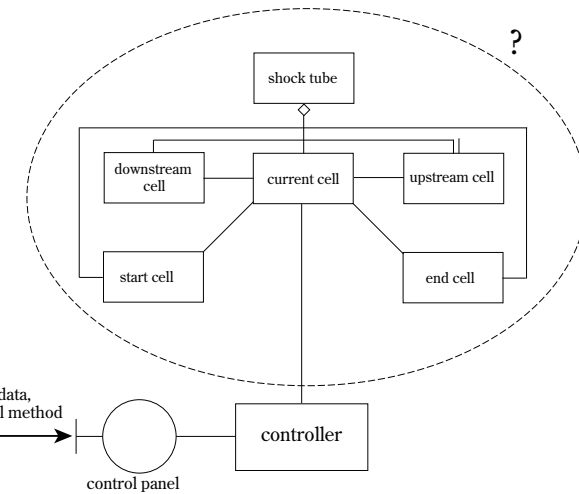 ?
shock tube
downstream
cell
current cell
upstream cell
start cell
end cell
data,
l method
controller
control panel